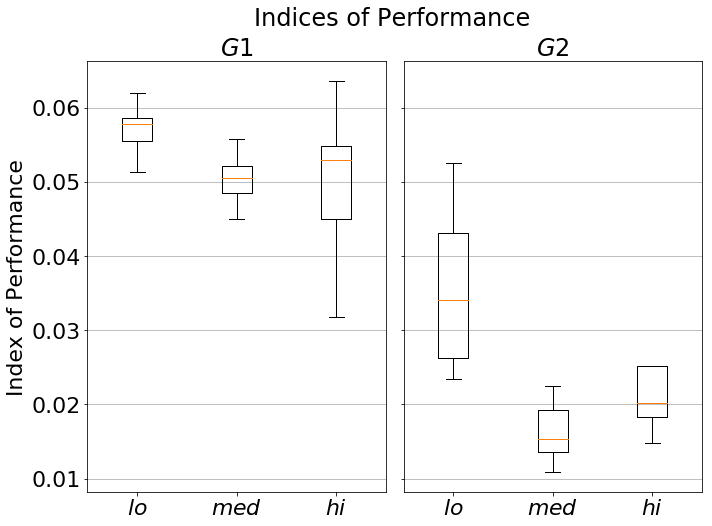 Indices of Performance
G1
G2
Index of Performance
0.06
0.05
0.04
0.03
0.02
0.01
lo
med
hi
lo
med
hi